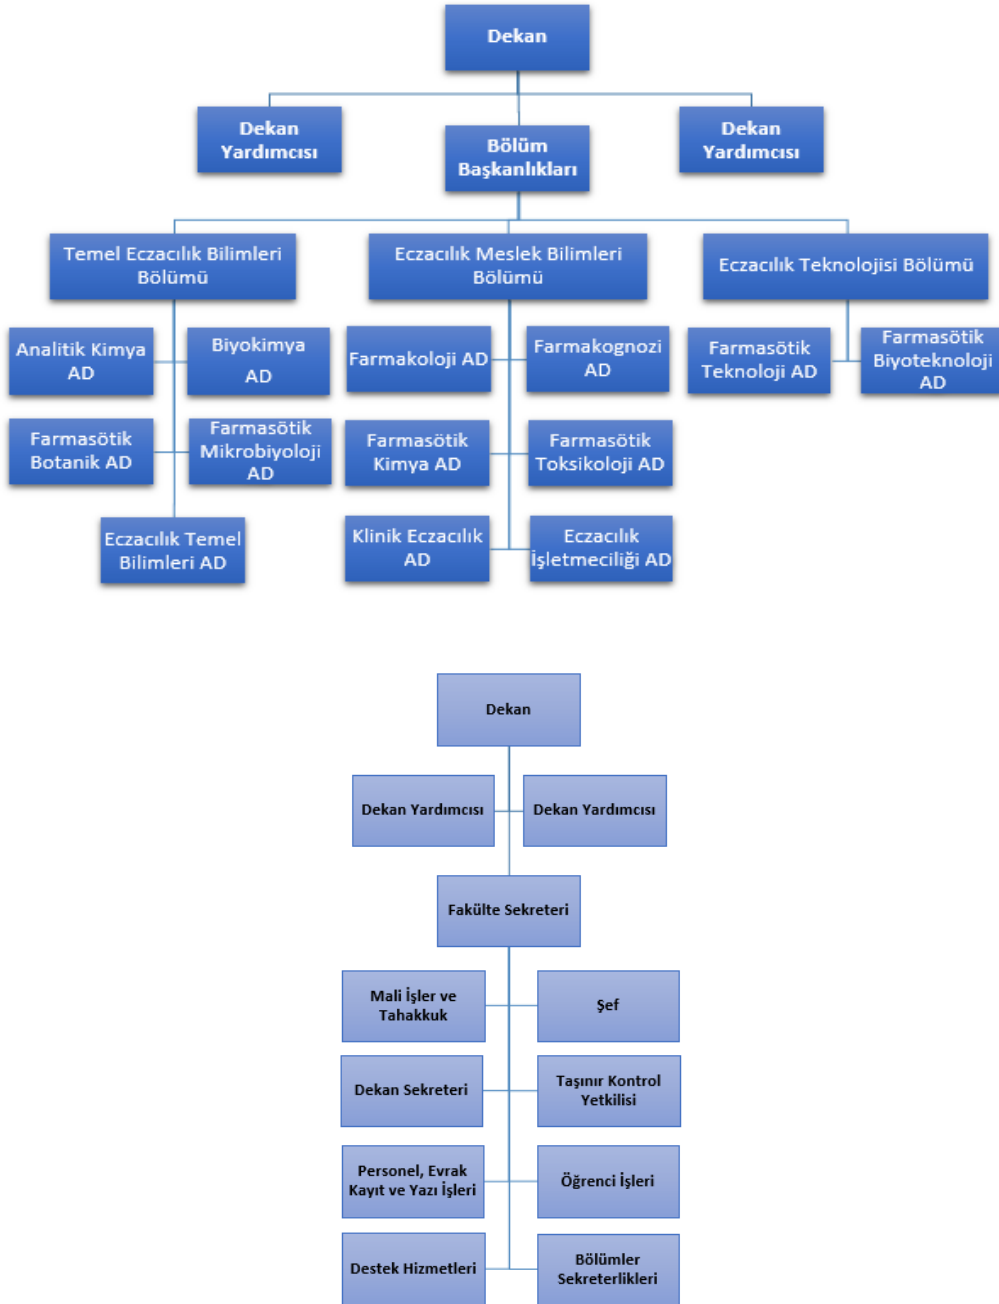 Dekan
Dekan
Yardımcısı
Bölüm
Başkanlıkları
Dekan
Yardımcısı
Temel Eczacılık Bilimleri
Bölümü
Eczacılık Meslek Bilimleri
Bölümü
Eczacılık Teknolojisi Bölümü
Analitik Kimya
AD
Biyokimya
AD
Farmakoloji AD
Farmakognozi
AD
Farmasötik
Teknoloji AD
Farmasötik
Biyoteknoloji
AD
Farmasötik
Botanik AD
Farmasötik
Mikrobiyoloji
AD
Farmasötik
Kimya AD
Farmasötik
Toksikoloji AD
Eczacılık Temel
Bilimleri AD
Klinik Eczacılık
AD
Eczacılık
İşletmeciliği AD
Dekan
Dekan Yardımcısı
Dekan Yardımcısı
Fakülte Sekreteri
Mali İşler ve
Tahakkuk
Şef
Dekan Sekreteri
Taşınır Kontrol
Yetkilisi
Personel, Evrak
Kayıt ve Yazı İşleri
Öğrenci İşleri
Destek Hizmetleri
Bölümler
Sekreterlikleri